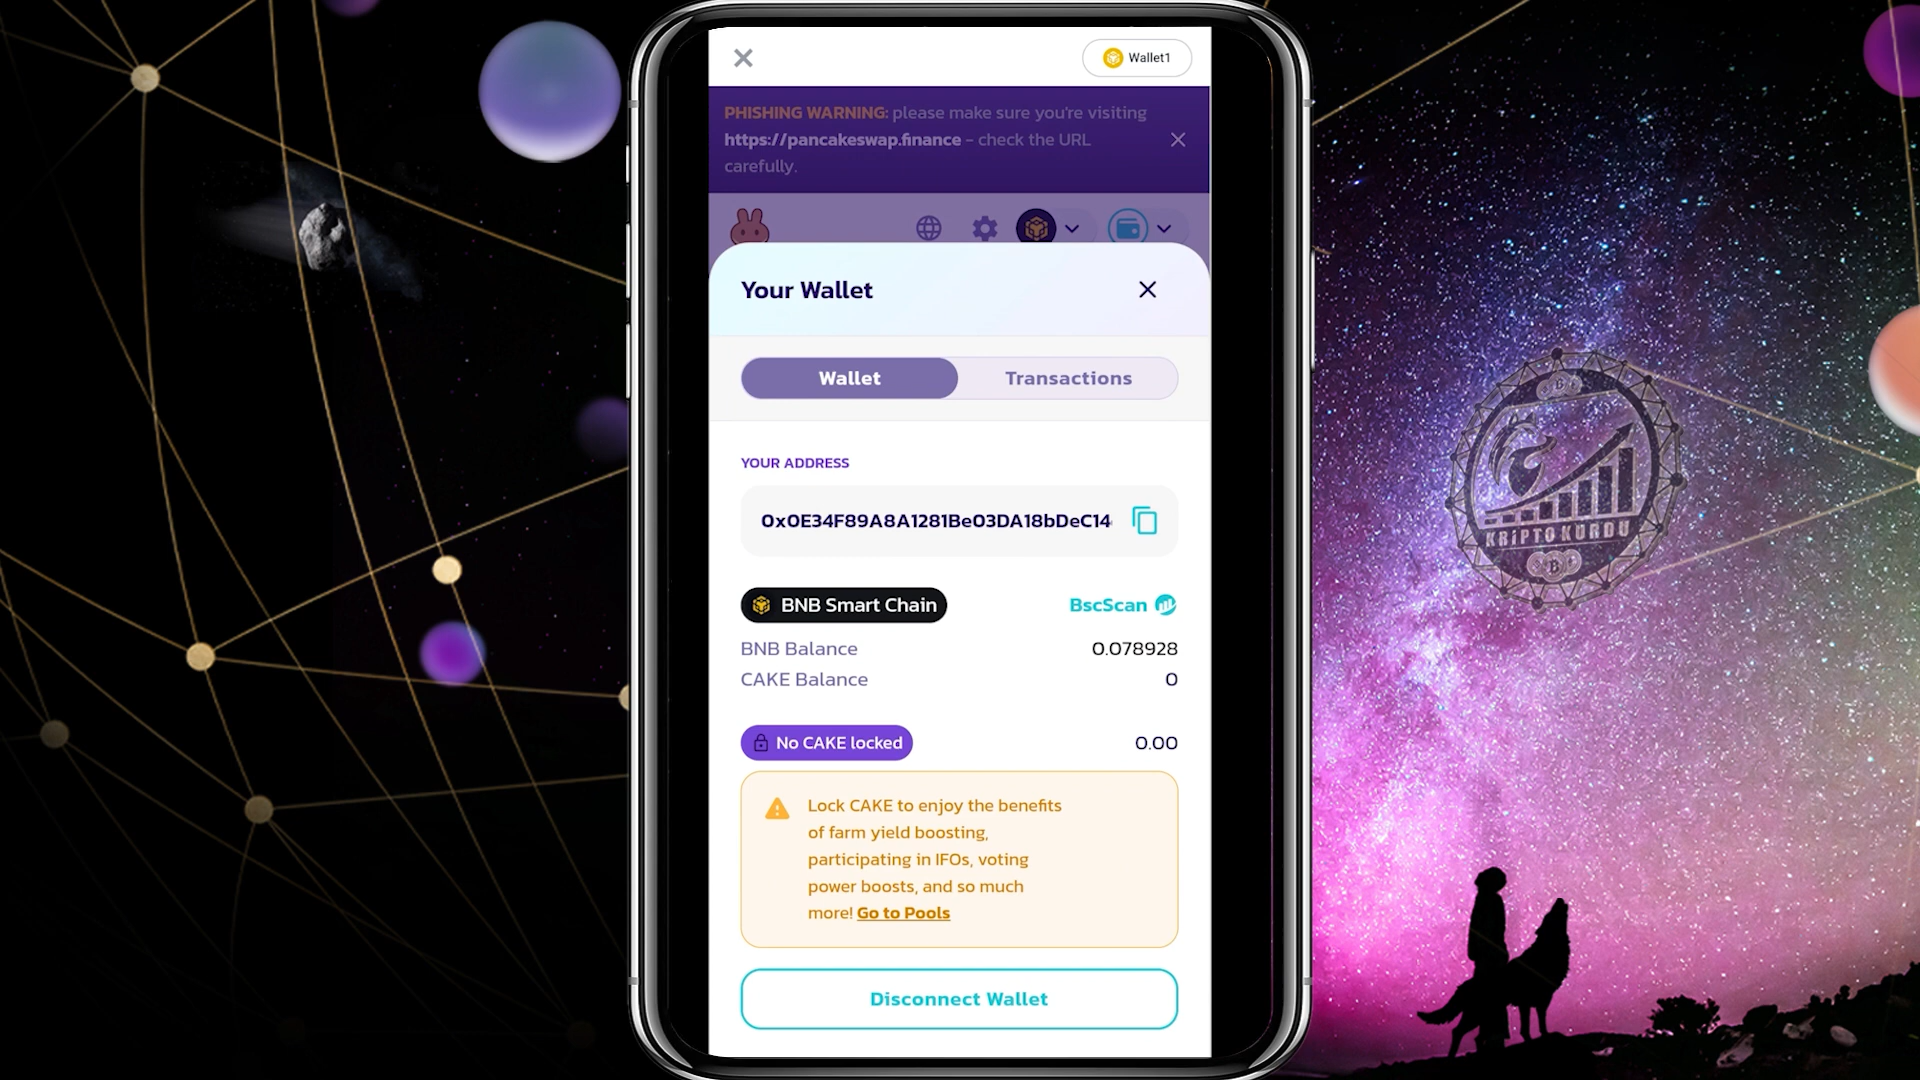 Wallet1
PHISHING WARNING: please make sure you're visiting
https://pancakeswap.finance - check the URL
carefully.
Your Wallet
Wallet
Transactions
YOUR ADDRESS
0x0E34F89A8A1281Be03DA18bDeC14
BNB Smart Chain
BscScan
BNB Balance
0.078928
CAKE Balance
0
No CAKE locked
0.00
Lock CAKE to enjoy the benefits
of farm yield boosting,
participating in IFOs, voting
power boosts, and so much
more! Go to Pools
Disconnect Wallet
KRİPTO KURDU